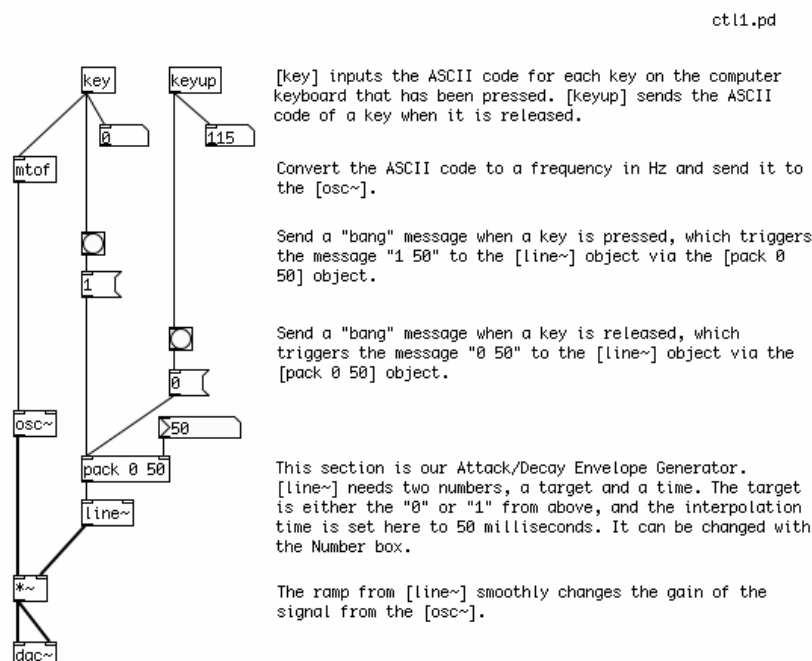 ctl1.pd
key
keyup
[key] inputs the ASCII code for each key on the computer
keyboard that has been pressed. [keyup] sends the ASCII
code of a key when it is released.
0
115
mtof
Convert the ASCII code to a frequency in Hz and send it to
the [osc~].
Send a "bang" message when a key is pressed, which triggers
the message "1 50" to the [line~] object via the [pack 0
50] object.
1
Send a "bang" message when a key is released, which
triggers the message "0 50" to the [line~] object via the
[pack 0 50] object.
0
osc~
50
pack 0 50
This section is our Attack/Decay Envelope Generator.
[line~] needs two numbers, a target and a time. The target
is either the "0" or "1" from above, and the interpolation
time is set here to 50 milliseconds. It can be changed with
the Number box.
line~
*~
The ramp from [line~] smoothly changes the gain of the
signal from the [osc~].
dac~